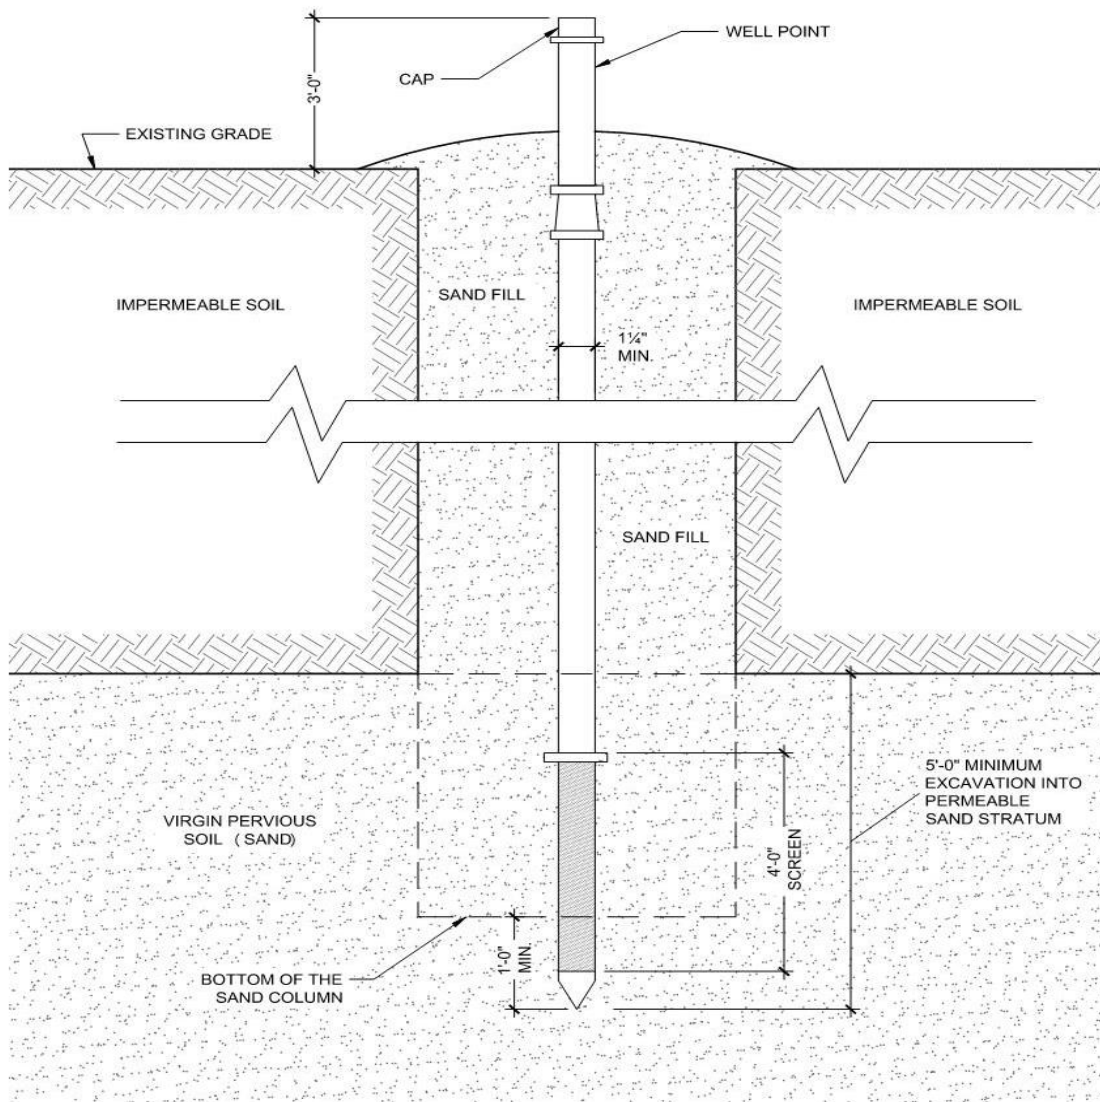 WELL POINT
CAP
3'-0"
EXISTING GRADE
IMPERMEABLE SOIL
SAND FILL
IMPERMEABLE SOIL
1¼"
MIN.
SAND FILL
5'-0" MINIMUM
EXCAVATION INTO
PERMEABLE
SAND STRATUM
VIRGIN PERVIOUS
SOIL ( SAND)
4'-0"
SCREEN
1'-0"
MIN.
BOTTOM OF THE
SAND COLUMN